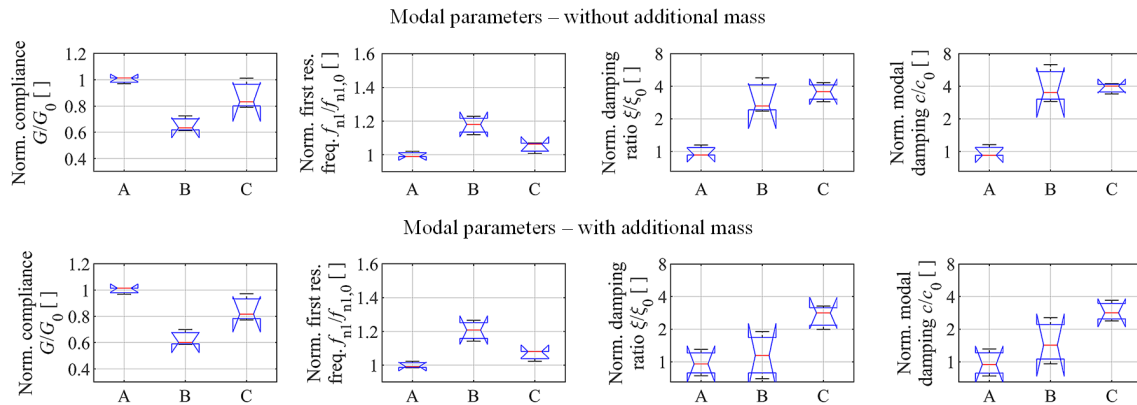 Modal parameters – without additional mass
Norm. compliance
G/G0 [ ]
1.2
1
0.8
0.6
0.4
A B C
Norm. first res.
freq. fn1/fn1,0 [ ]
1.6
1.4
1.2
1
A B C
Norm. damping
ratio ξ/ξ0 [ ]
8
4
2
1
A B C
Norm. modal
damping c/c0 [ ]
8
4
2
1
A B C
Modal parameters – with additional mass
Norm. compliance
G/G0 [ ]
1.2
1
0.8
0.6
0.4
A B C
Norm. first res.
freq. fn1/fn1,0 [ ]
1.6
1.4
1.2
1
A B C
Norm. damping
ratio ξ/ξ0 [ ]
8
4
2
1
A B C
Norm. modal
damping c/c0 [ ]
8
4
2
1
A B C